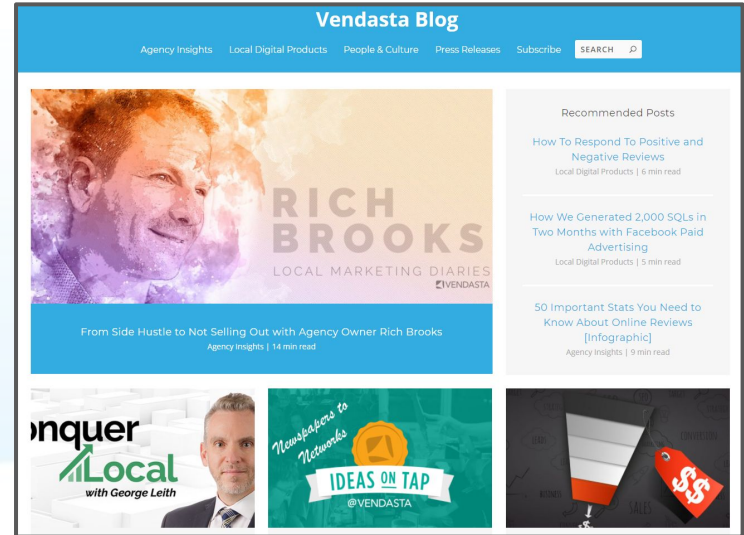 Vendasta Blog
Agency Insights
Local Digital Products
People & Culture
Press Releases
Subscribe
SEARCH
RICH
BROOKS
LOCAL MARKETING DIARIES
VENDASTA
From Side Hustle to Not Selling Out with Agency Owner Rich Brooks
Agency Insights | 14 min read
Recommended Posts
How To Respond To Positive and
Negative Reviews
Local Digital Products | 6 min read
How We Generated 2,000 SQLs in
Two Months with Facebook Paid
Advertising
Local Digital Products | 5 min read
50 Important Stats You Need to
Know About Online Reviews
[Infographic]
Agency Insights | 9 min read
onquer
Local
with George Leith
Newspapers to
Networks
IDEAS ON TAP
@VENDASTA
$$
SALES